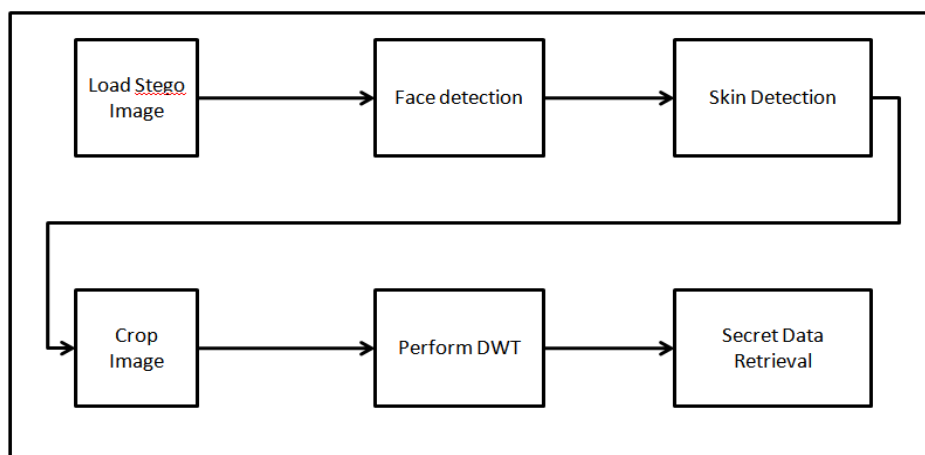 Load Stego
Image
Face detection
Skin Detection
Crop
Image
Perform DWT
Secret Data
Retrieval